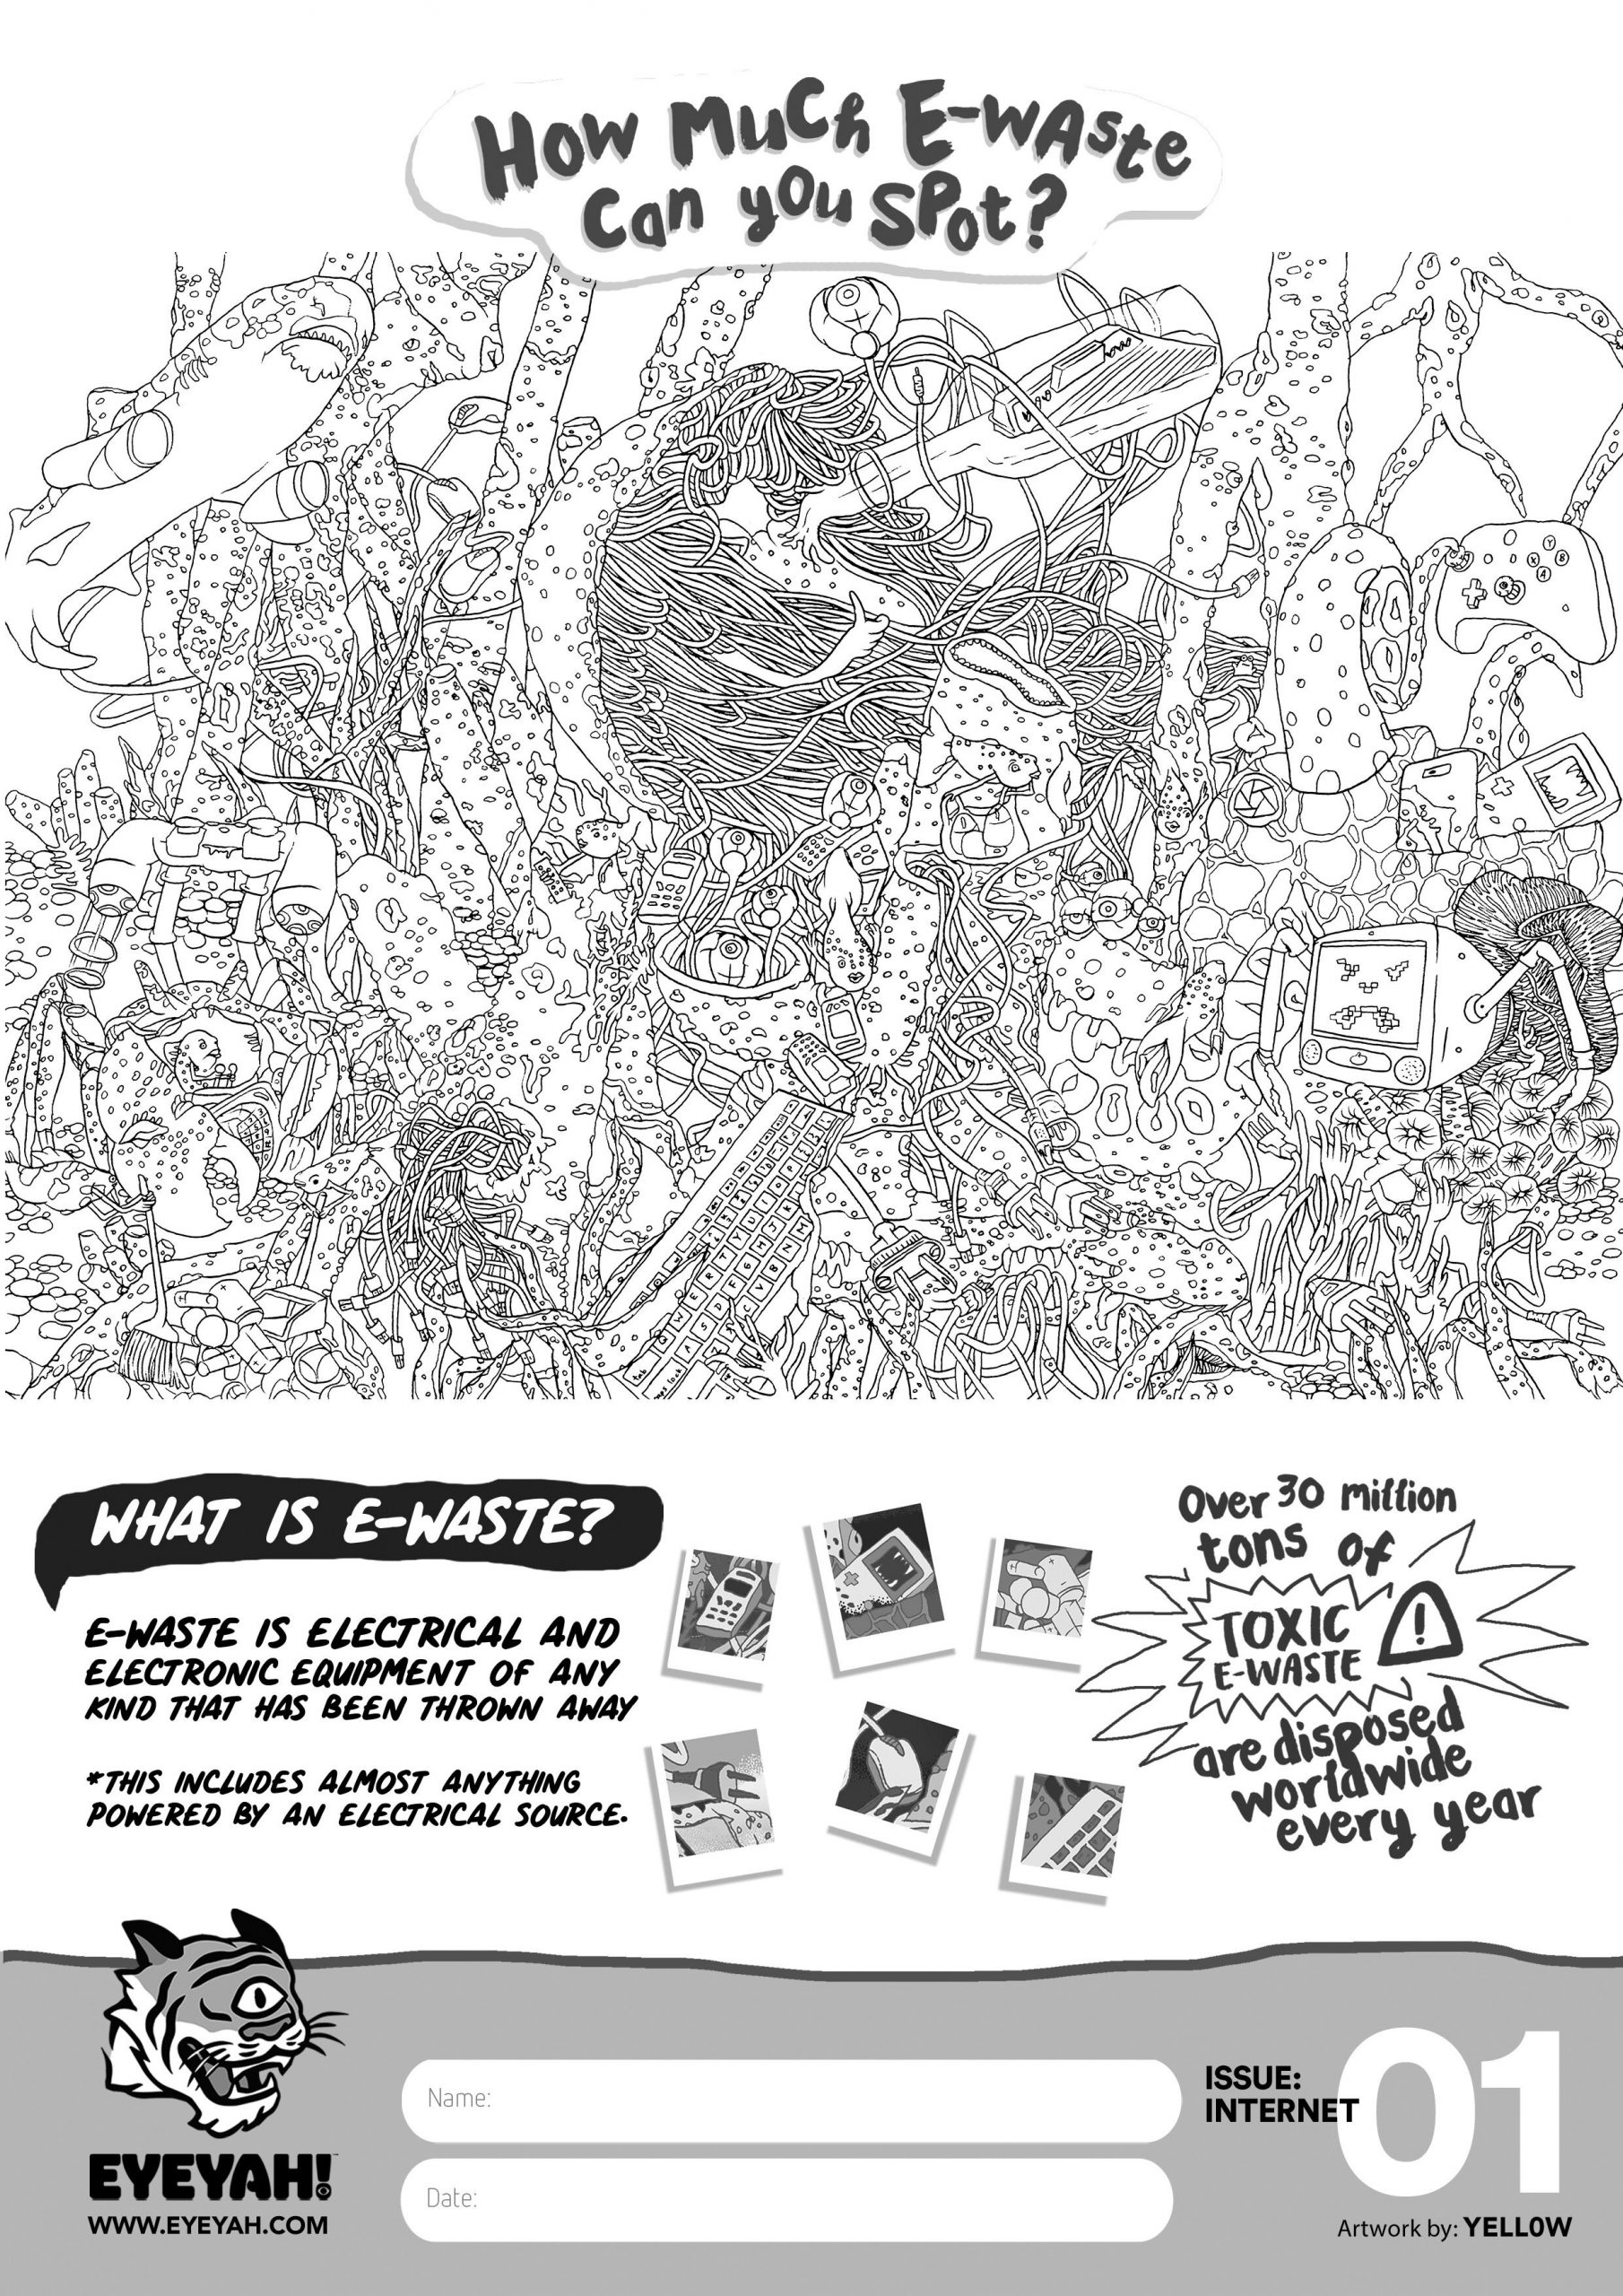 How Much E-waste
Can you Spot?
Y
X
B
A
Q W E R T Y U
A S D F G H J K
C V B N M
WHAT IS E-WASTE?
E-WASTE IS ELECTRICAL AND
ELECTRONIC EQUIPMENT OF ANY
KIND THAT HAS BEEN THROWN AWAY
*THIS INCLUDES ALMOST ANYTHING
POWERED BY AN ELECTRICAL SOURCE.
Over 30 million
tons of
TOXIC
E-WASTE
!
are disposed
worldwide
every year
EYEYAH!
WWW.EYEYAH.COM
Name:
Date:
ISSUE:
INTERNET
01
Artwork by: YELL0W